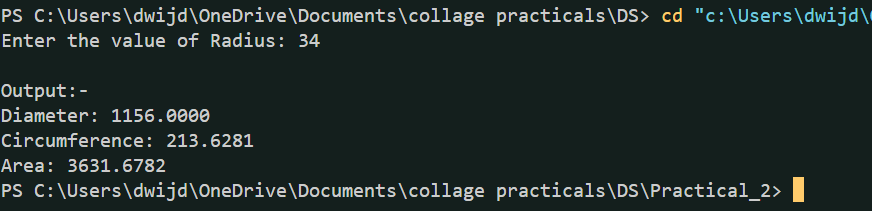 PS C:\Users\dwijd\OneDrive\Documents\collage practicals\DS> cd "c:\Users\dwijd\
Enter the value of Radius: 34

Output:-
Diameter: 1156.0000
Circumference: 213.6281
Area: 3631.6782
PS C:\Users\dwijd\OneDrive\Documents\collage practicals\DS\Practical_2>